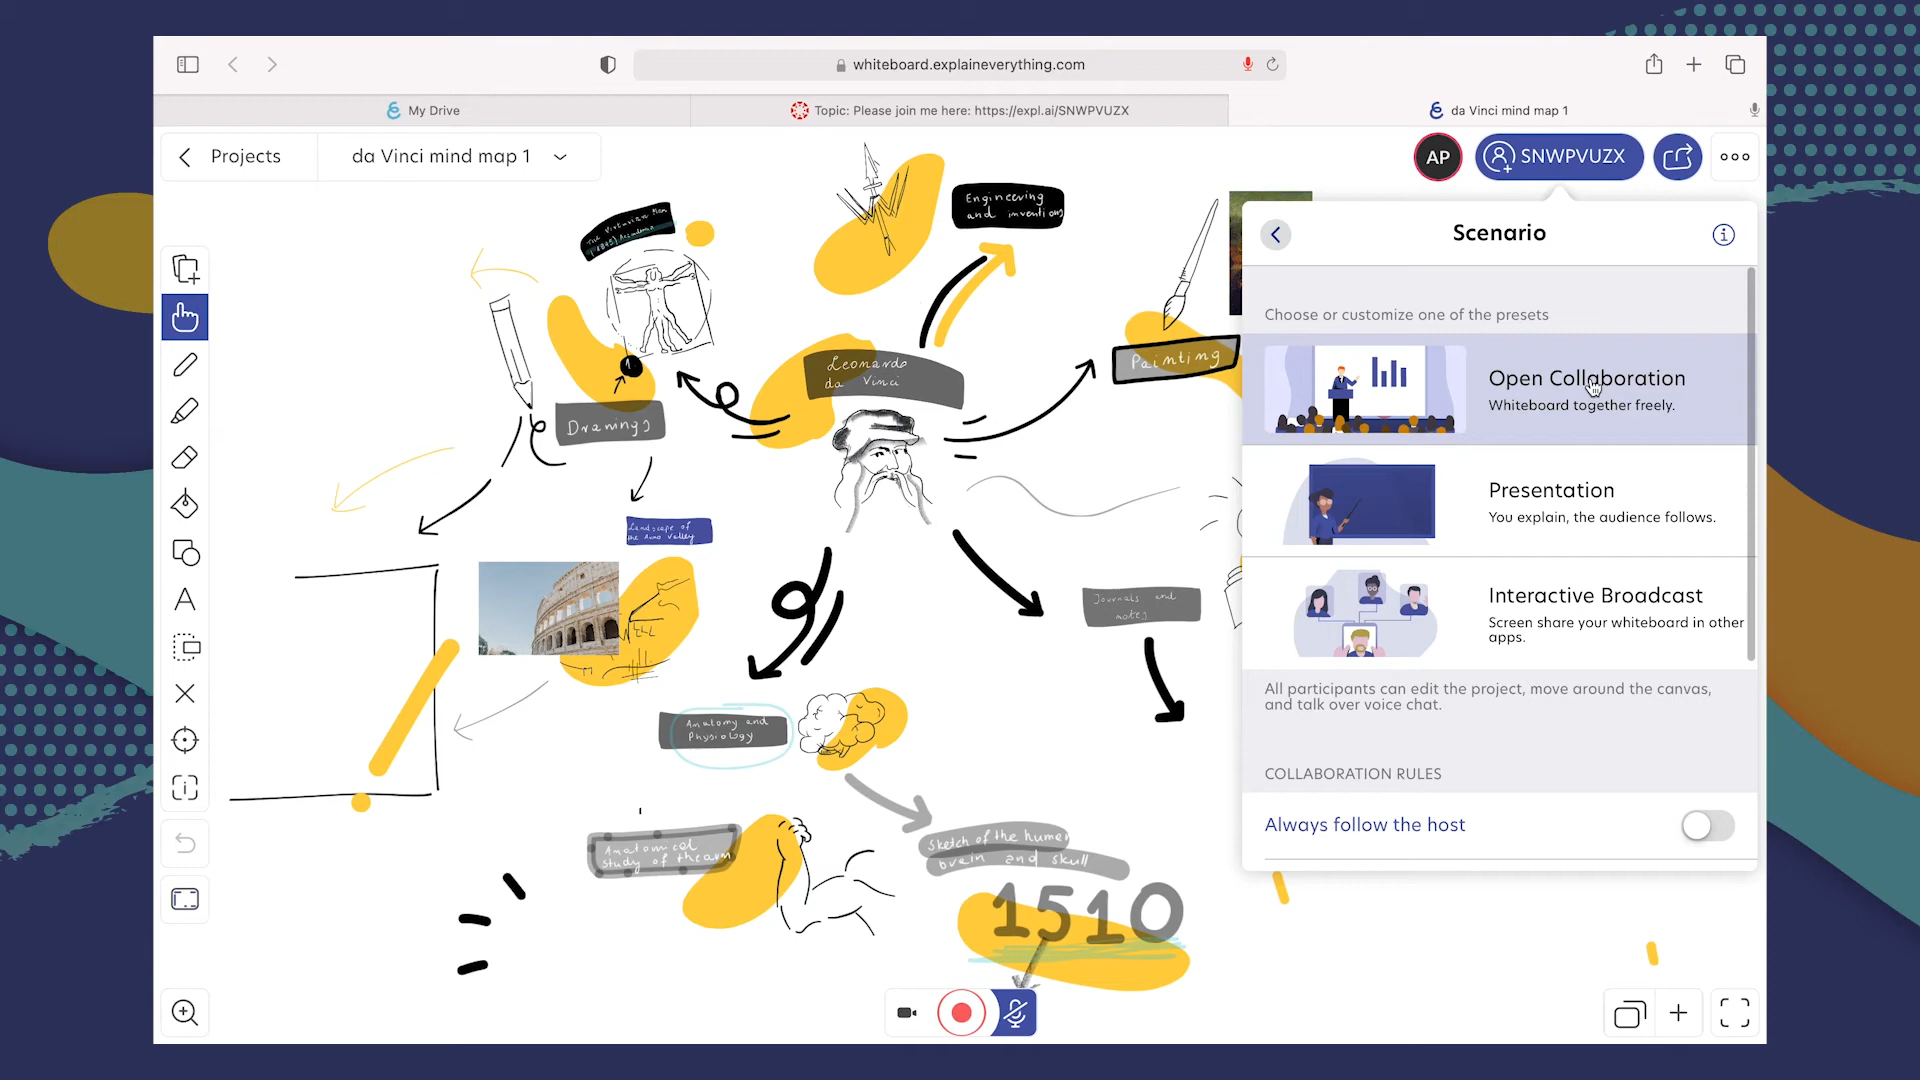 whiteboard.explaineverything.com
My Drive
Topic: Please join me here: https://expl.ai/SNWPVUZX
da Vinci mind map 1
Projects
da Vinci mind map 1
AP
SNWPVUZX
Scenario
Choose or customize one of the presets
Open Collaboration
Whiteboard together freely.
Presentation
You explain, the audience follows.
Interactive Broadcast
Screen share your whiteboard in other
apps.
All participants can edit the project, move around the canvas,
and talk over voice chat.
COLLABORATION RULES
Always follow the host
Engineering
and inventions
Leonardo
da Vinci
Painting
1
Drawings
Landscape of
the Arno Valley
Journals and
notes
Anatomy and
Physiology
Anatomical
study of the arm
Sketch of the human
brain and skull
1510